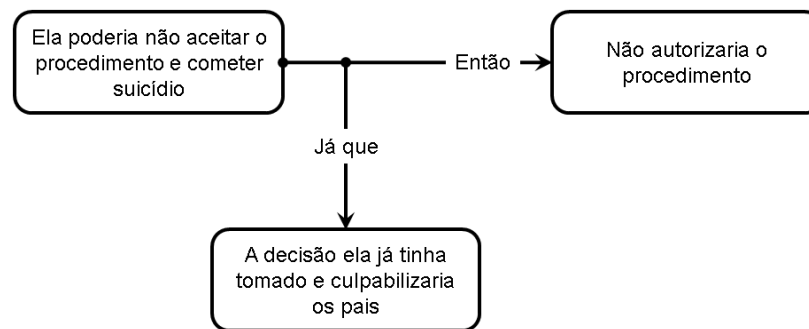 Ela poderia não aceitar o
procedimento e cometer
suicídio
Então
Não autorizaria o
procedimento
Já que
A decisão ela já tinha
tomado e culpabilizaria
os pais